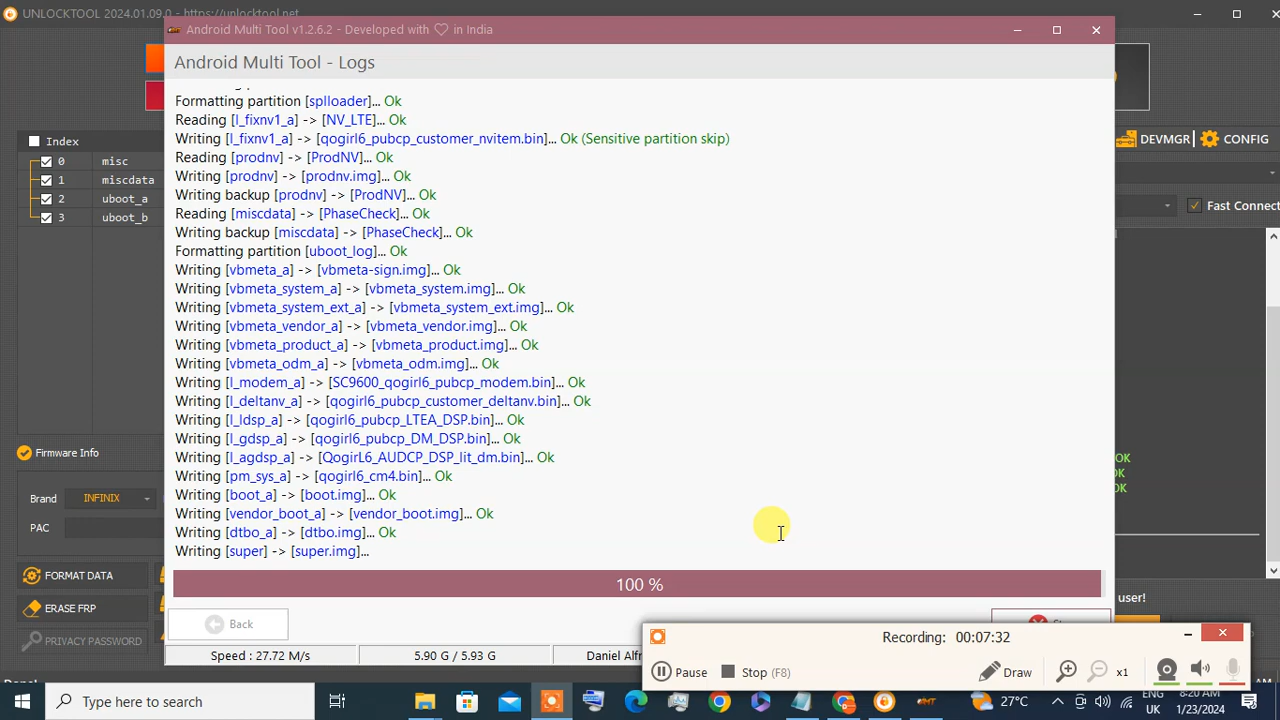 UNLOCKTOOL 2024.01.09.0 - https://unlocktool.net
Android Multi Tool v1.2.6.2 - Developed with ♡ in India
Android Multi Tool - Logs
Formatting partition [splloader]... Ok
Reading [l_fixnv1_a] -> [NV_LTE]... Ok
Writing [l_fixnv1_a] -> [qogirl6_pubcp_customer_nvitem.bin]... Ok (Sensitive partition skip)
Reading [prodnv] -> [ProdNV]... Ok
Writing [prodnv] -> [prodnv.img]... Ok
Writing backup [prodnv] -> [ProdNV]... Ok
Reading [miscdata] -> [PhaseCheck]... Ok
Writing backup [miscdata] -> [PhaseCheck]... Ok
Formatting partition [uboot_log]... Ok
Writing [vbmeta_a] -> [vbmeta-sign.img]... Ok
Writing [vbmeta_system_a] -> [vbmeta_system.img]... Ok
Writing [vbmeta_system_ext_a] -> [vbmeta_system_ext.img]... Ok
Writing [vbmeta_vendor_a] -> [vbmeta_vendor.img]... Ok
Writing [vbmeta_product_a] -> [vbmeta_product.img]... Ok
Writing [vbmeta_odm_a] -> [vbmeta_odm.img]... Ok
Writing [l_modem_a] -> [SC9600_qogirl6_pubcp_modem.bin]... Ok
Writing [l_deltanv_a] -> [qogirl6_pubcp_customer_deltanv.bin]... Ok
Writing [l_ldsp_a] -> [qogirl6_pubcp_LTEA_DSP.bin]... Ok
Writing [l_gdsp_a] -> [qogirl6_pubcp_DM_DSP.bin]... Ok
Writing [l_agdsp_a] -> [QogirL6_AUDCP_DSP_lit_dm.bin]... Ok
Writing [pm_sys_a] -> [qogirl6_cm4.bin]... Ok
Writing [boot_a] -> [boot.img]... Ok
Writing [vendor_boot_a] -> [vendor_boot.img]... Ok
Writing [dtbo_a] -> [dtbo.img]... Ok
Writing [super] -> [super.img]...
100 %
Back
Speed : 27.72 M/s
5.90 G / 5.93 G
Daniel Alfr
Index
0 misc
1 miscdata
2 uboot_a
3 uboot_b
Firmware Info
Brand INFINIX
PAC
FORMAT DATA
ERASE FRP
PRIVACY PASSWORD
DEVMGR
CONFIG
Fast Connect
OK
OK
OK
user!
Recording: 00:07:32
Pause
Stop (F8)
Draw
x1
Type here to search
27°C
ENG
UK
8:20 AM
1/23/2024